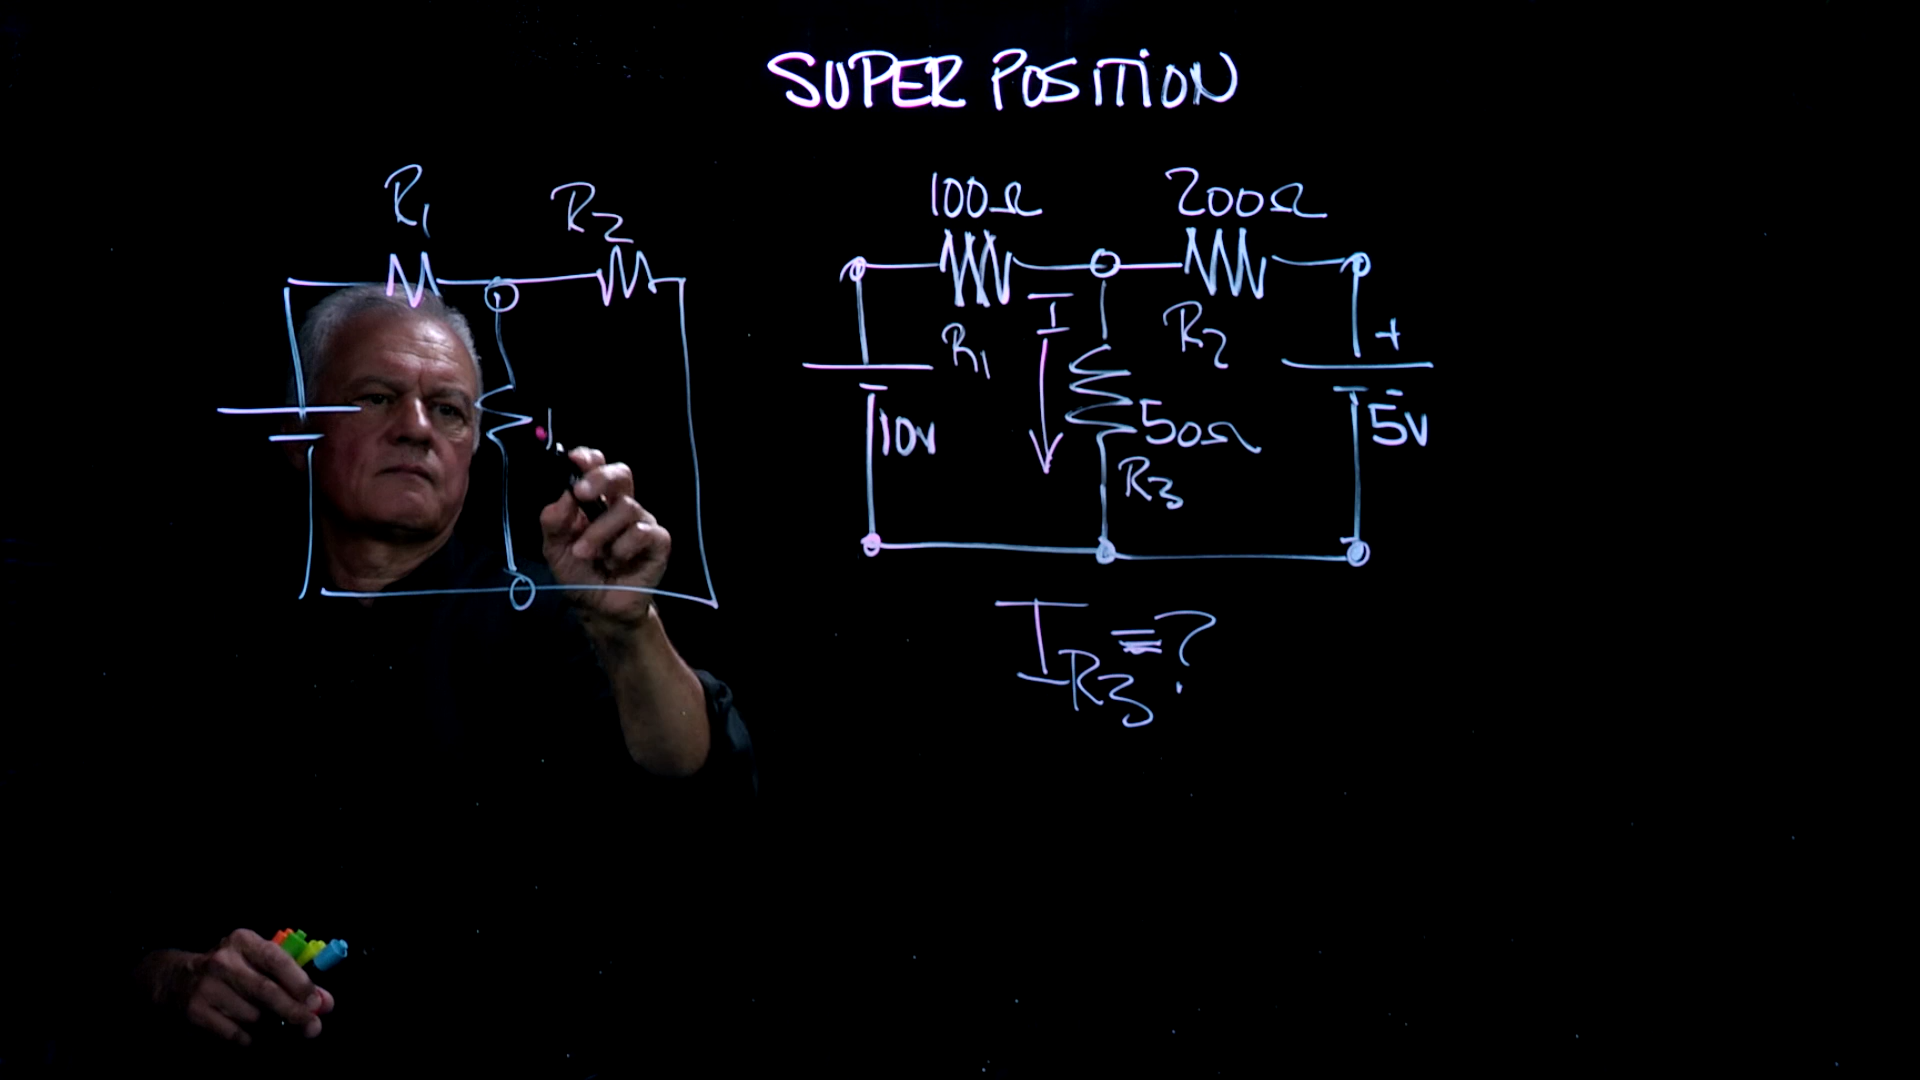 SUPER POSITION
R1
R2
100Ω
200Ω
I
R1
R2
+
10V
50Ω
5V
R3
IR3 = ?